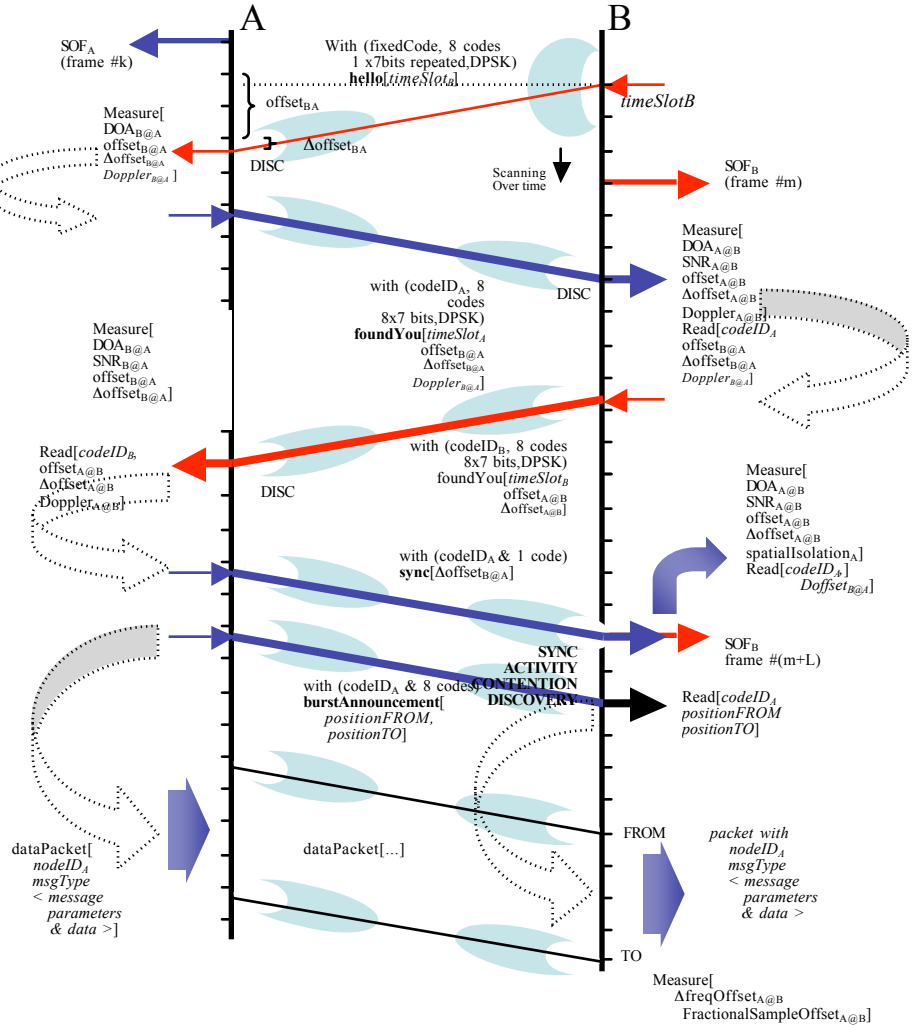 A
B
SOFA
(frame #k)
With (fixedCode, 8 codes
1 x7bits repeated,DPSK)
hello[timeSlotB]
timeSlotB
offsetBA
ΔoffsetBA
DISC
Measure[
DOAB@A
offsetB@A
ΔoffsetB@A
DopplerB@A]
Scanning
Over time
SOFB
(frame #m)
Measure[
DOAA@B
SNRA@B
offsetA@B
ΔoffsetA@B
DopplerA@B]
Read[codeIDA
offsetB@A
ΔoffsetB@A
DopplerB@A]
DISC
with (codeIDA, 8
codes
8x7 bits,DPSK)
foundYou[timeSlotA
offsetB@A
ΔoffsetB@A
DopplerB@A]
Measure[
DOAB@A
SNRB@A
offsetB@A
ΔoffsetB@A]
Read[codeIDB,
offsetA@B
ΔoffsetA@B
DopplerA@B]
DISC
with (codeIDB, 8 codes
8x7 bits,DPSK)
foundYou[timeSlotB
offsetA@B
ΔoffsetA@B]
Measure[
DOAA@B
SNRA@B
offsetA@B
ΔoffsetA@B
spatialIsolationA]
Read[codeIDA,]
DoffsetB@A]
with (codeIDA & 1 code)
sync[ΔoffsetB@A]
SOFB
frame #(m+L)
SYNC
ACTIVITY
CONTENTION
DISCOVERY
with (codeIDA & 8 codes)
burstAnnouncement[
positionFROM,
positionTO]
Read[codeIDA
positionFROM
positionTO]
dataPacket[
nodeIDA
msgType
< message
parameters
& data >]
dataPacket[...]
FROM
packet with
nodeIDA
msgType
< message
parameters
& data >
TO
Measure[
ΔfreqOffsetA@B
FractionalSampleOffsetA@B]